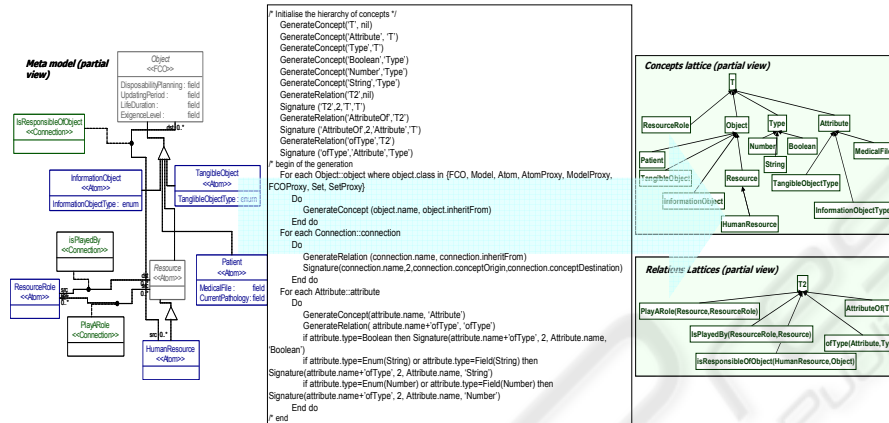 Meta model (partial
view)
Object
<<FCO>>
DisposabilityPlanning : field
UpdatingPeriod : field
LifeDuration : field
ExigenceLevel : field
IsResponsibleOfObject
<<Connection>>
InformationObject
<<Atom>>
InformationObjectType : enum
TangibleObject
<<Atom>>
TangibleObjectType : enum
isPlayedBy
<<Connection>>
ResourceRole
<<Atom>>
Resource
<<Atom>>
Patient
<<Atom>>
MedicalFile : field
CurrentPathology : field
PlayARole
<<Connection>>
src 0..*
HumanResource
<<Atom>>
/* Initialise the hierarchy of concepts */
GenerateConcept('T', nil)
GenerateConcept('Attribute', 'T')
GenerateConcept('Type','T')
GenerateConcept('Boolean','Type')
GenerateConcept('Number','Type')
GenerateConcept('String','Type')
GenerateRelation('T2',nil)
Signature ('T2',2,'T','T')
GenerateRelation('AttributeOf','T2')
Signature ('AttributeOf',2,'Attribute','T')
GenerateRelation('ofType','T2')
Signature ('ofType','Attribute','Type')
/* begin of the generation
For each Object::object where object.class in {FCO, Model, Atom, AtomProxy, ModelProxy,
FCOProxy, Set, SetProxy}
Do
GenerateConcept (object.name, object.inheritFrom)
End do
For each Connection::connection
Do
GenerateRelation (connection.name, connection.inheritFrom)
Signature(connection.name,2,connection.conceptOrigin,connection.conceptDestination)
End do
For each Attribute::attribute
Do
GenerateConcept(attribute.name, 'Attribute')
GenerateRelation( attribute.name+'ofType', 'ofType')
if attribute.type=Boolean then Signature(attribute.name+'ofType', 2, Attribute.name,
'Boolean')
if attribute.type=Enum(String) or attribute.type=Field(String) then
Signature(attribute.name+'ofType', 2, Attribute.name, 'String')
if attribute.type=Enum(Number) or attribute.type=Field(Number) then
Signature(attribute.name+'ofType', 2, Attribute.name, 'Number')
End do
/* end
Concepts lattice (partial view)
T
ResourceRole
Object
Type
Attribute
Patient
Number
Boolean
MedicalFile
TangibleObject
String
InformationObject
Resource
TangibleObjectType
HumanResource
InformationObjectType
Relations Lattices (partial view)
T2
PlayARole(Resource,ResourceRole)
AttributeOf(T
IsPlayedBy(ResourceRole,Resource)
ofType(Attribute,Ty
isResponsibleOfObject(HumanResource,Object)